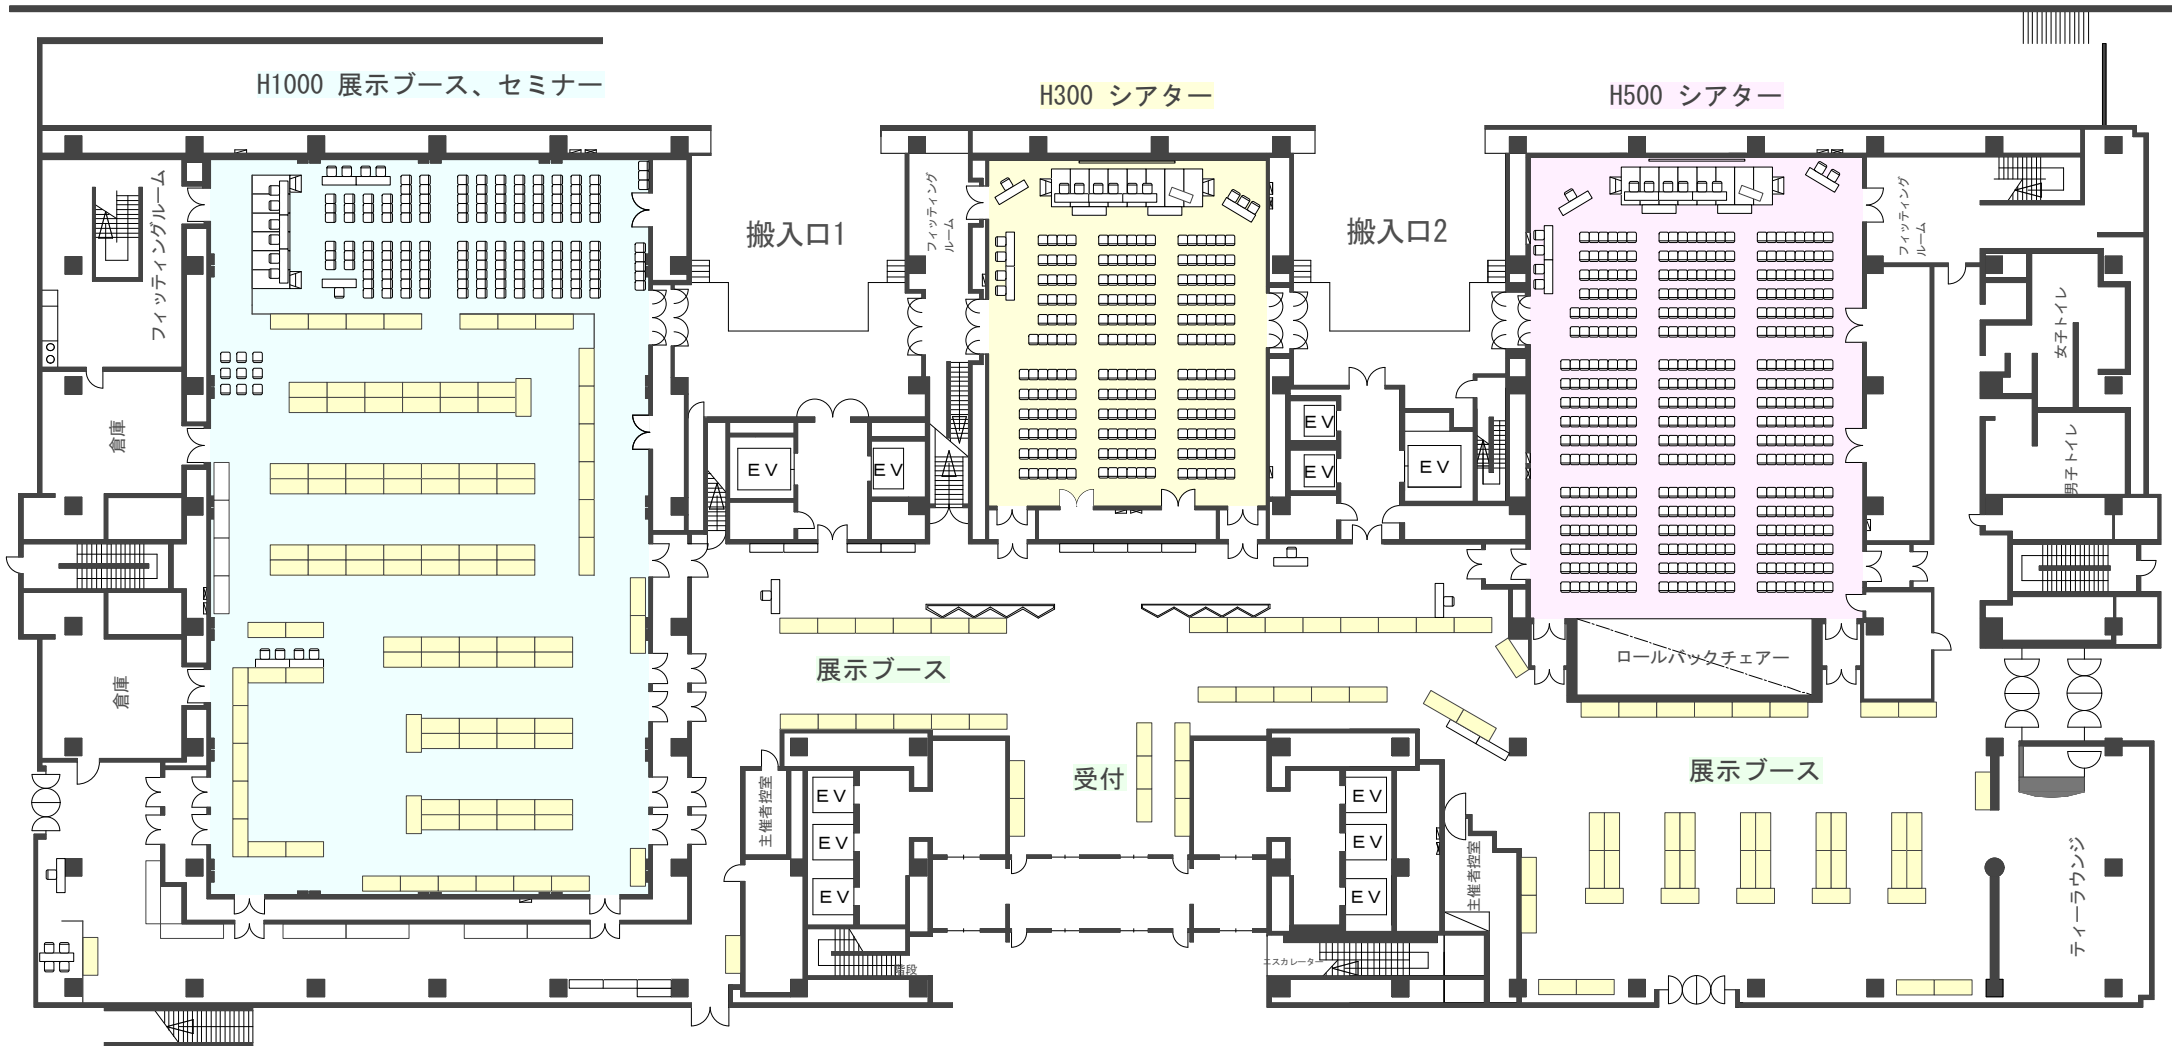 H1000 展示ブース、セミナー
H300 シアター
H500 シアター
フィッティングルーム
搬入口1
フィッティング
ルーム
搬入口2
フィッティング
ルーム
女子トイレ
男子トイレ
倉庫
EV
EV
EV
EV
EV
倉庫
展示ブース
ロールバックチェアー
受付
展示ブース
主催者控室
EV
EV
EV
EV
EV
EV
主催者控室
ティーラウンジ
階段
エスカレーター